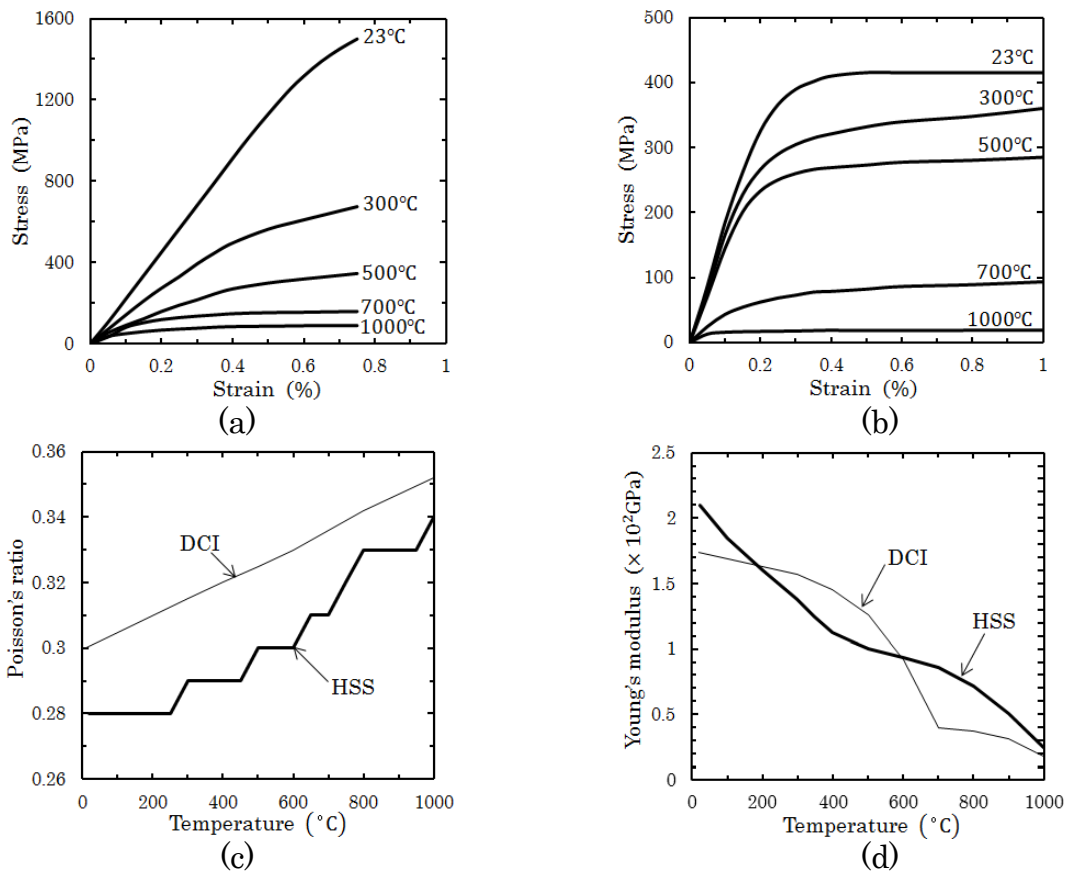 1600
1200
800
400
0
Stress (MPa)
23℃
300℃
500℃
700℃
1000℃
0 0.2 0.4 0.6 0.8 1
Strain (%)
(a)
500
400
300
200
100
0
Stress (MPa)
23℃
300℃
500℃
700℃
1000℃
0 0.2 0.4 0.6 0.8 1
Strain (%)
(b)
0.36
0.34
0.32
0.3
0.28
0.26
Poisson's ratio
DCI
HSS
0 200 400 600 800 1000
Temperature (°C)
(c)
2.5
2
1.5
1
0.5
0
Young's modulus (× 10²GPa)
DCI
HSS
0 200 400 600 800 1000
Temperature (°C)
(d)